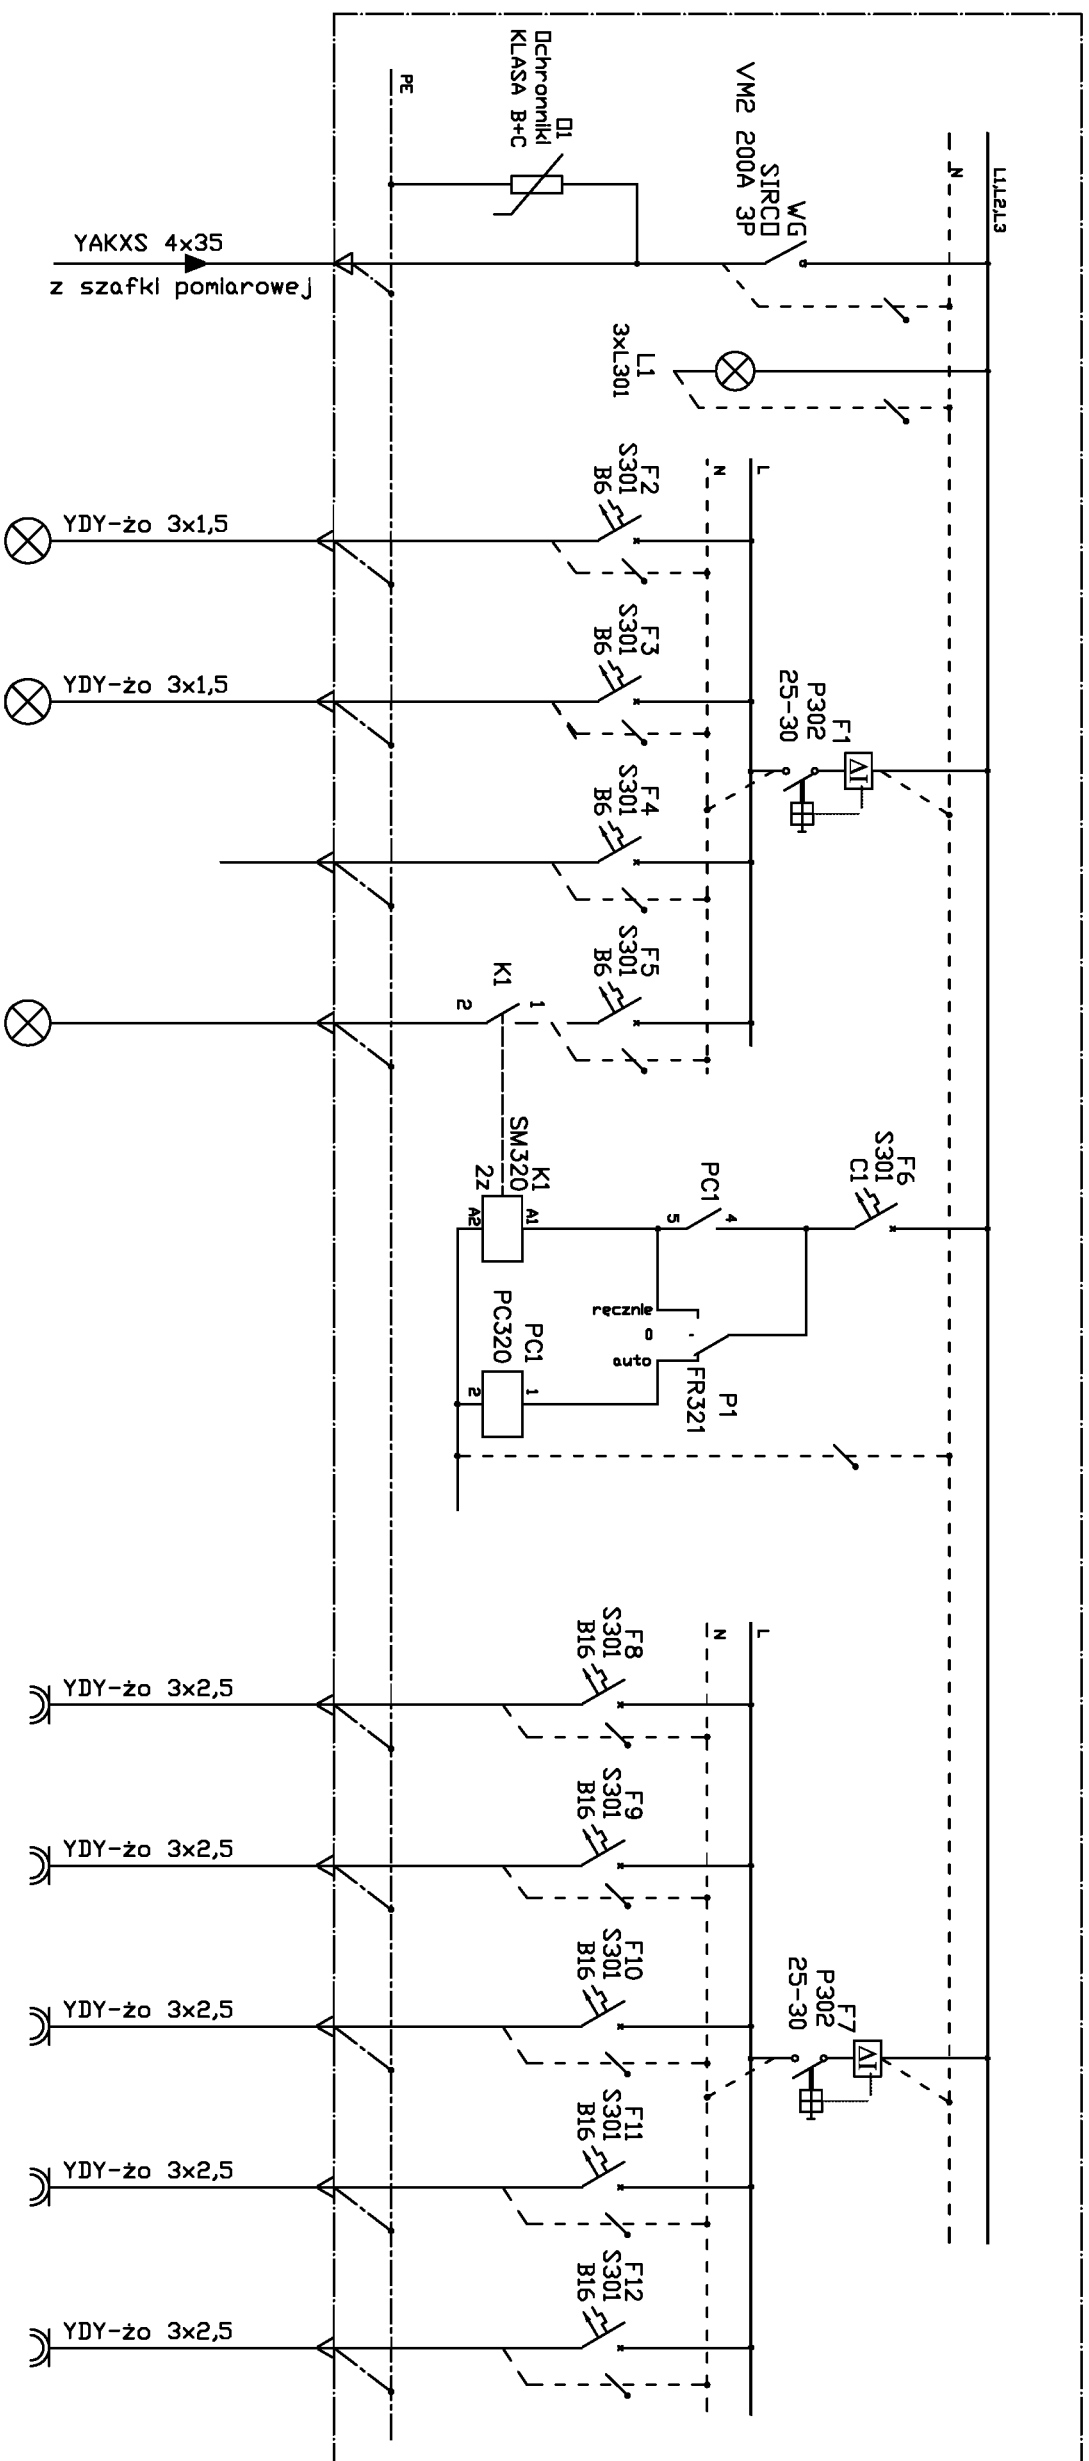 L1,L2,L3
N
PE
WG
SIRCO
VM2 200A 3P
O1
Ochronniki
KLASA B+C
YAKXS 4x35
z szafki pomiarowej
L1
3xL301
L
N
F1
P302
25-30
F2
S301
B6
YDY-żo 3x1,5
F3
S301
B6
YDY-żo 3x1,5
F4
S301
B6
F5
S301
B6
K1
1
2
F6
S301
C1
PC1
4
5
K1
SM320
2z
A1
A2
ręcznie
0
auto
P1
FR321
PC1
PC320
1
2
L
N
F7
P302
25-30
F8
S301
B16
YDY-żo 3x2,5
F9
S301
B16
YDY-żo 3x2,5
F10
S301
B16
YDY-żo 3x2,5
F11
S301
B16
YDY-żo 3x2,5
F12
S301
B16
YDY-żo 3x2,5